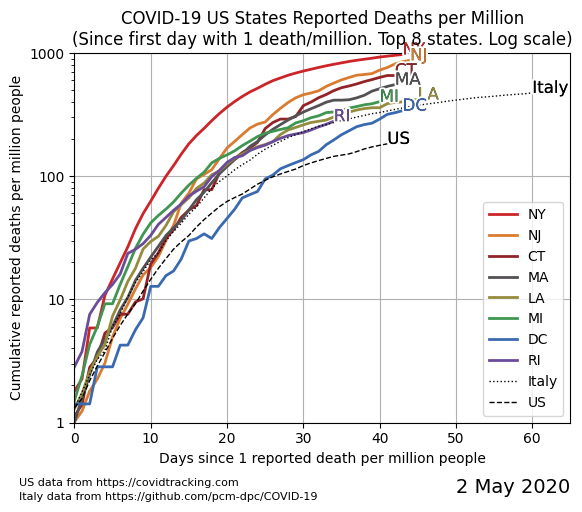 COVID-19 US States Reported Deaths per Million
(Since first day with 1 death/million. Top 8 states. Log scale)
Cumulative reported deaths per million people
1000
100
10
1
NY
NJ
CT
MA
LA
MI
DC
RI
Italy
US
NY
NJ
CT
MA
LA
MI
DC
RI
Italy
US
0 10 20 30 40 50 60
Days since 1 reported death per million people
US data from https://covidtracking.com
Italy data from https://github.com/pcm-dpc/COVID-19
2 May 2020